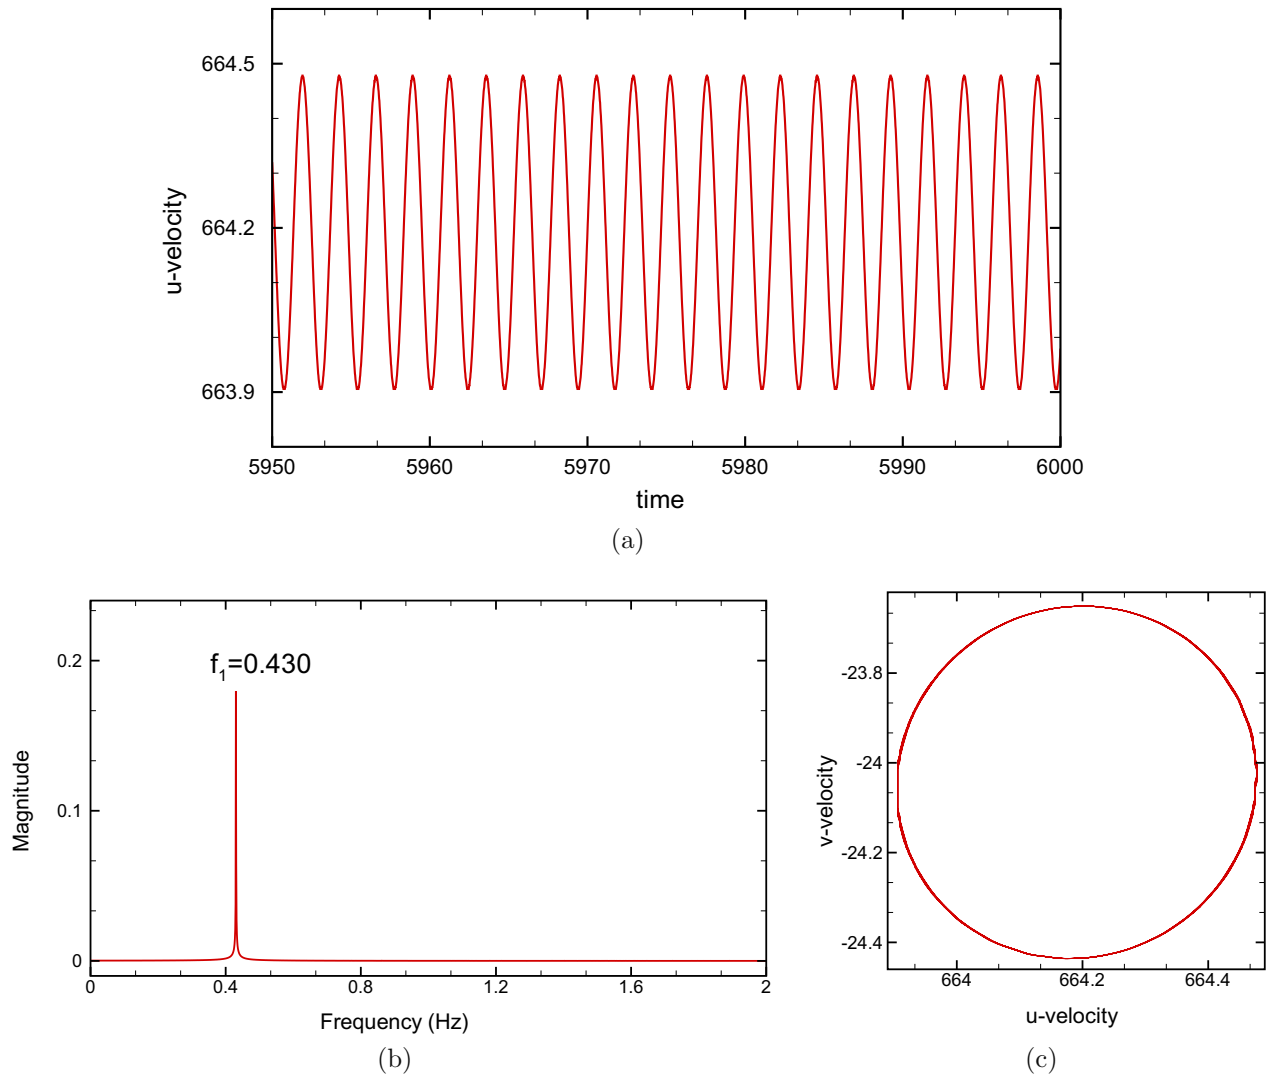 664.5
664.2
663.9
u-velocity
5950 5960 5970 5980 5990 6000
time
(a)
f1=0.430
0.2
0.1
0
Magnitude
0 0.4 0.8 1.2 1.6 2
Frequency (Hz)
(b)
-23.8
-24
-24.2
-24.4
v-velocity
664 664.2 664.4
u-velocity
(c)